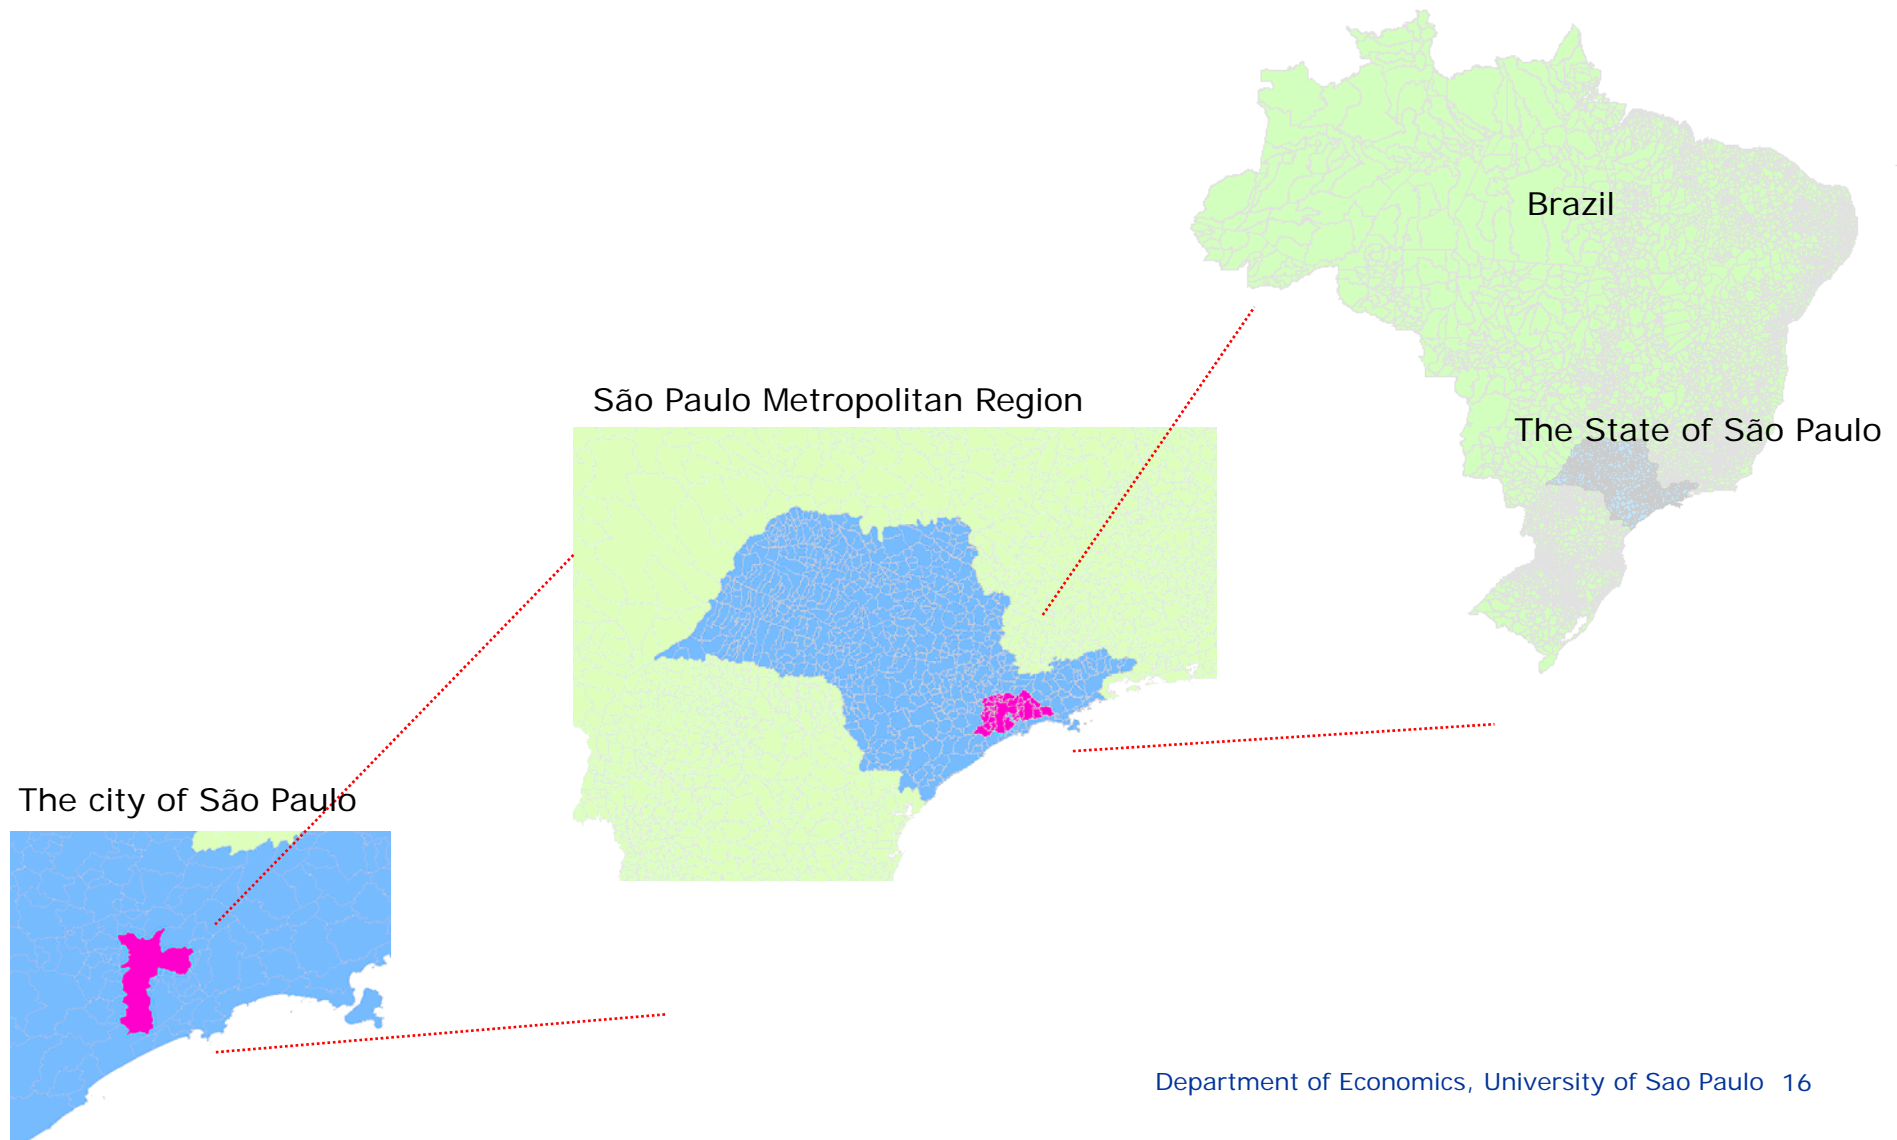 Brazil
São Paulo Metropolitan Region
The State of São Paulo
The city of São Paulo
Department of Economics, University of Sao Paulo 16